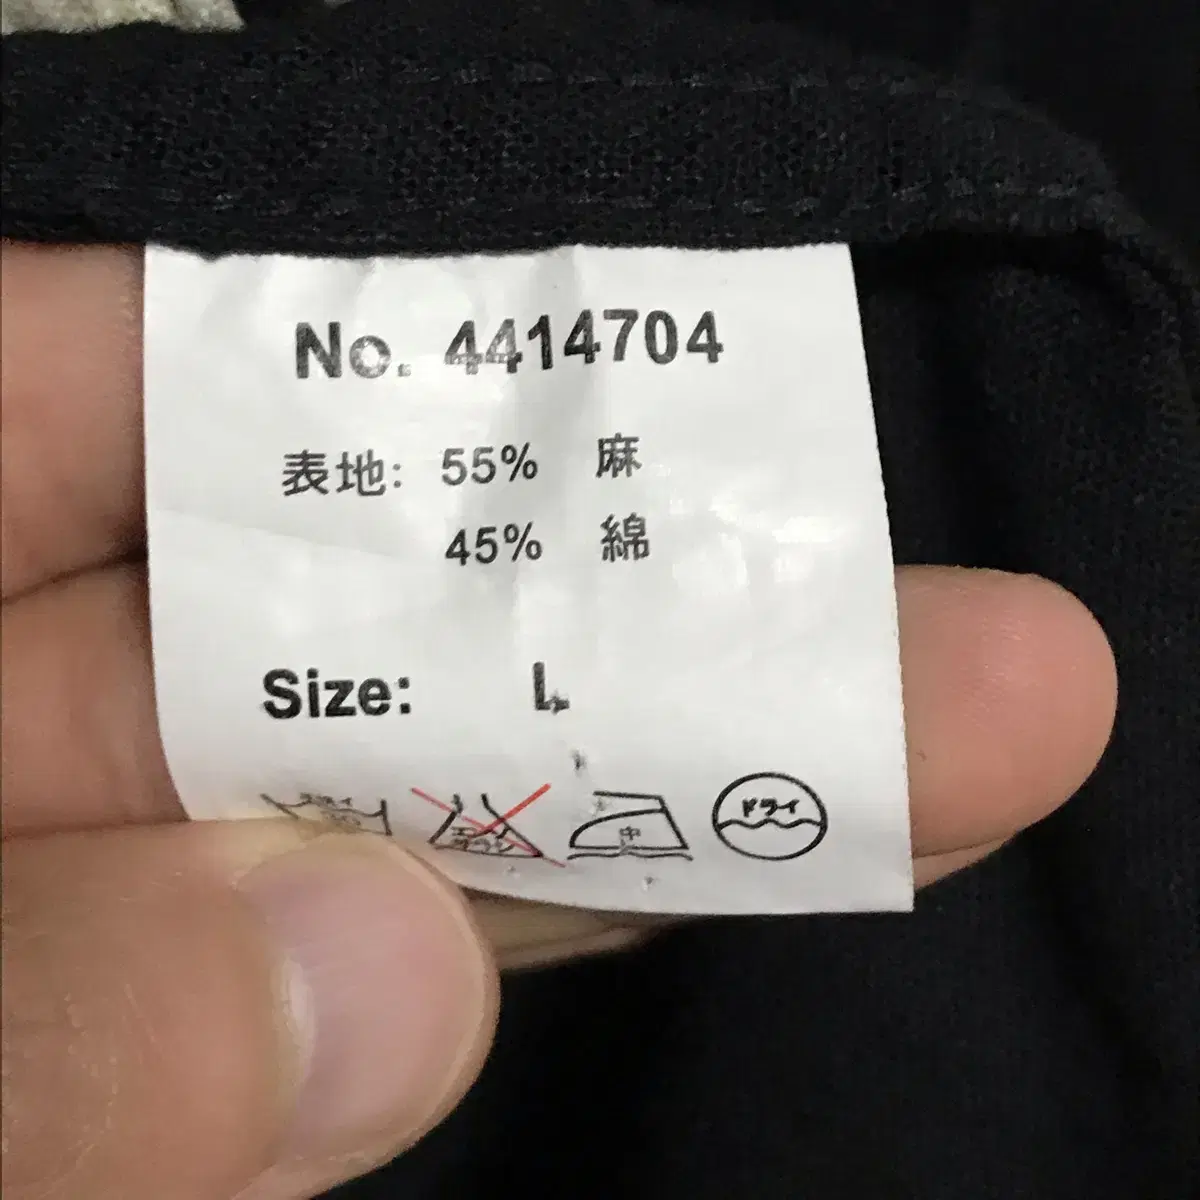 No. 4414704
表地: 55% 麻
45% 綿
Size: L
中 ドライ